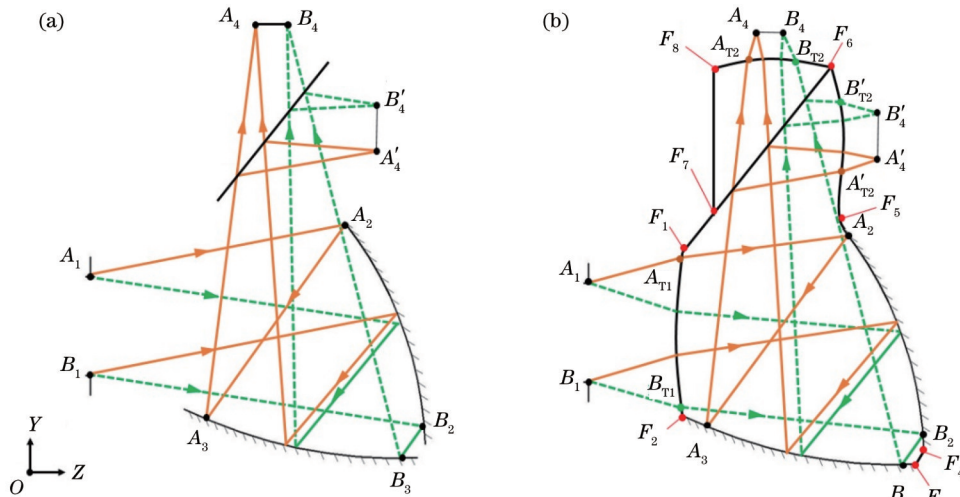 (a)
A4
B4
B′4
A′4
A2
A1
B1
B2
A3
B3
Y
Z
O
(b)
A4
B4
F8
AT2
BT2
F6
B′T2
B′4
A′4
A′T2
F7
F5
F1
A2
A1
AT1
B1
BT1
F2
A3
B2